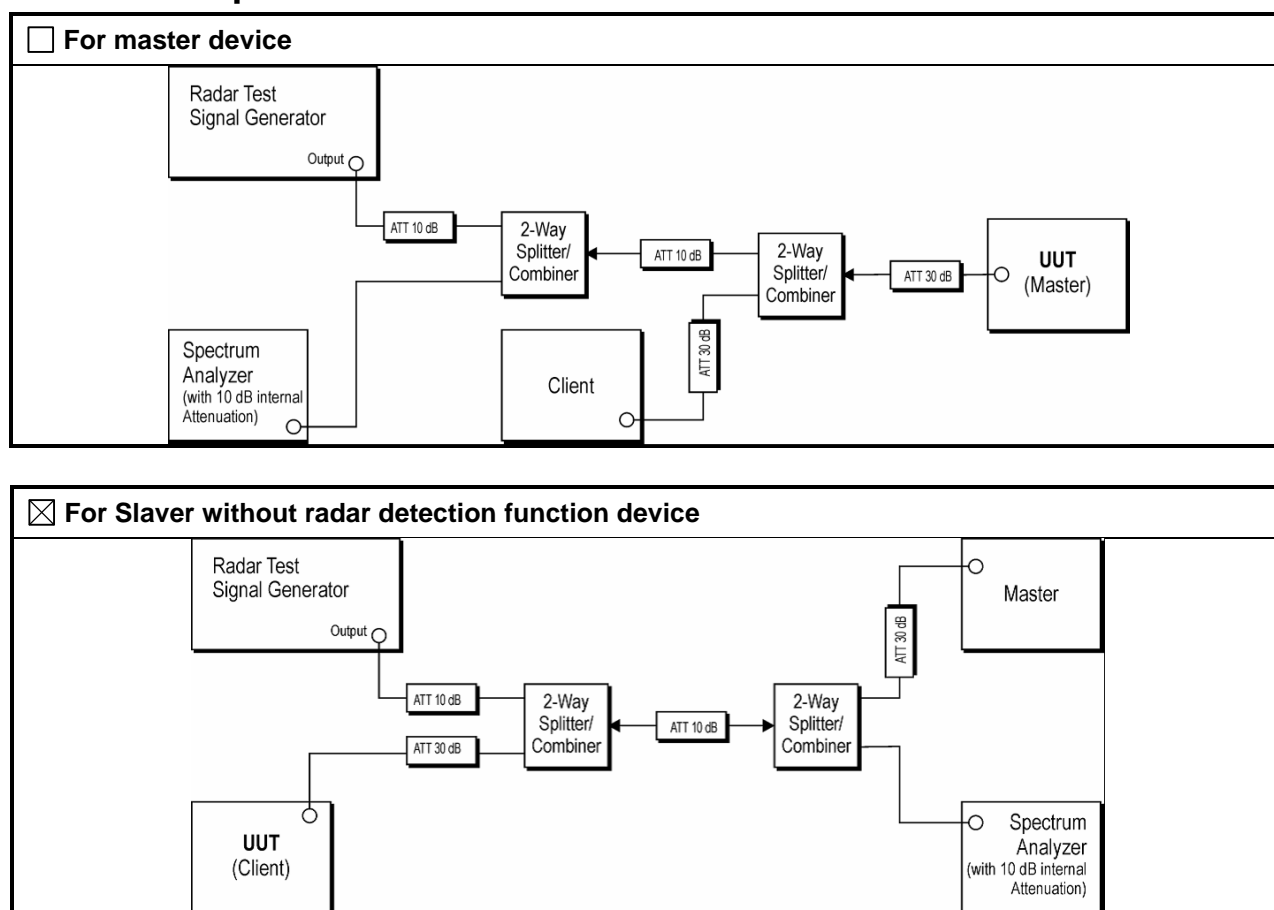 For master device
Radar Test
Signal Generator
Output
ATT 10 dB
2-Way
Splitter/
Combiner
ATT 10 dB
2-Way
Splitter/
Combiner
ATT 30 dB
UUT
(Master)
Spectrum
Analyzer
(with 10 dB internal
Attenuation)
Client
ATT 30 dB
For Slaver without radar detection function device
Radar Test
Signal Generator
Output
Master
ATT 30 dB
ATT 10 dB
2-Way
Splitter/
Combiner
ATT 10 dB
2-Way
Splitter/
Combiner
ATT 30 dB
UUT
(Client)
Spectrum
Analyzer
(with 10 dB internal
Attenuation)